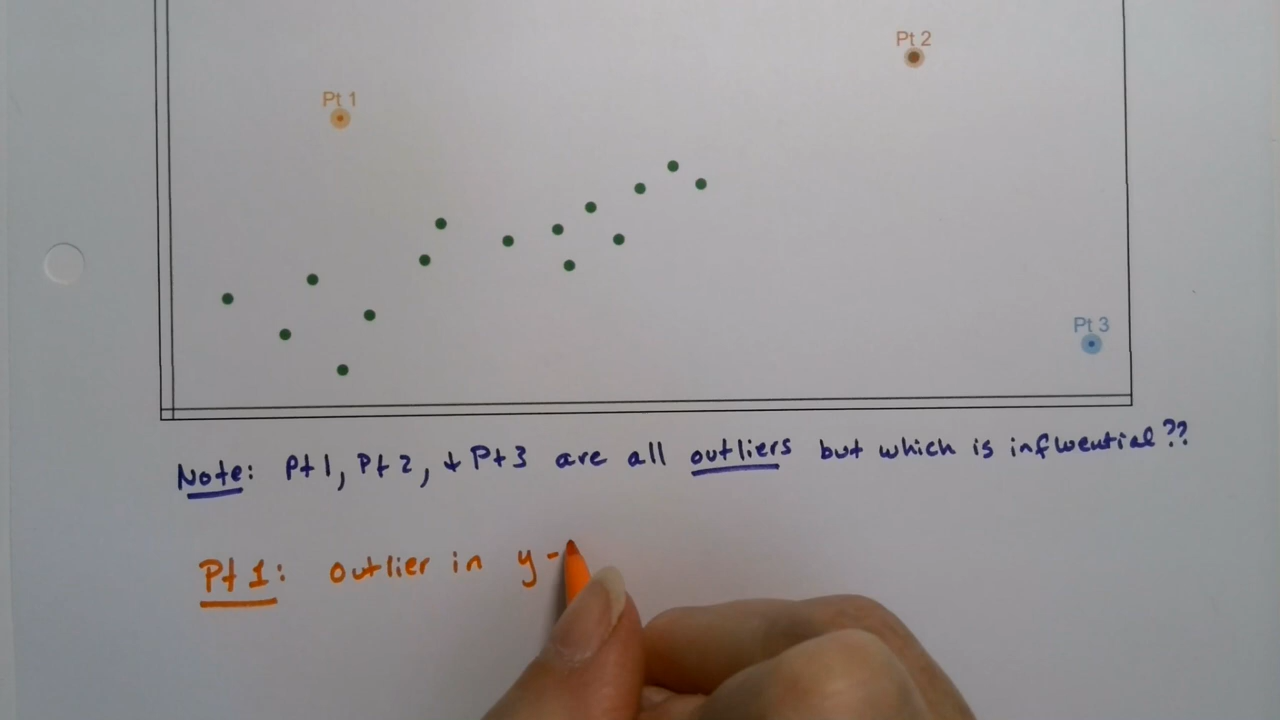 Pt 2
Pt 1
Pt 3
Note: Pt 1, Pt 2, + Pt 3 are all outliers but which is influential??
Pt 1: outlier in y-